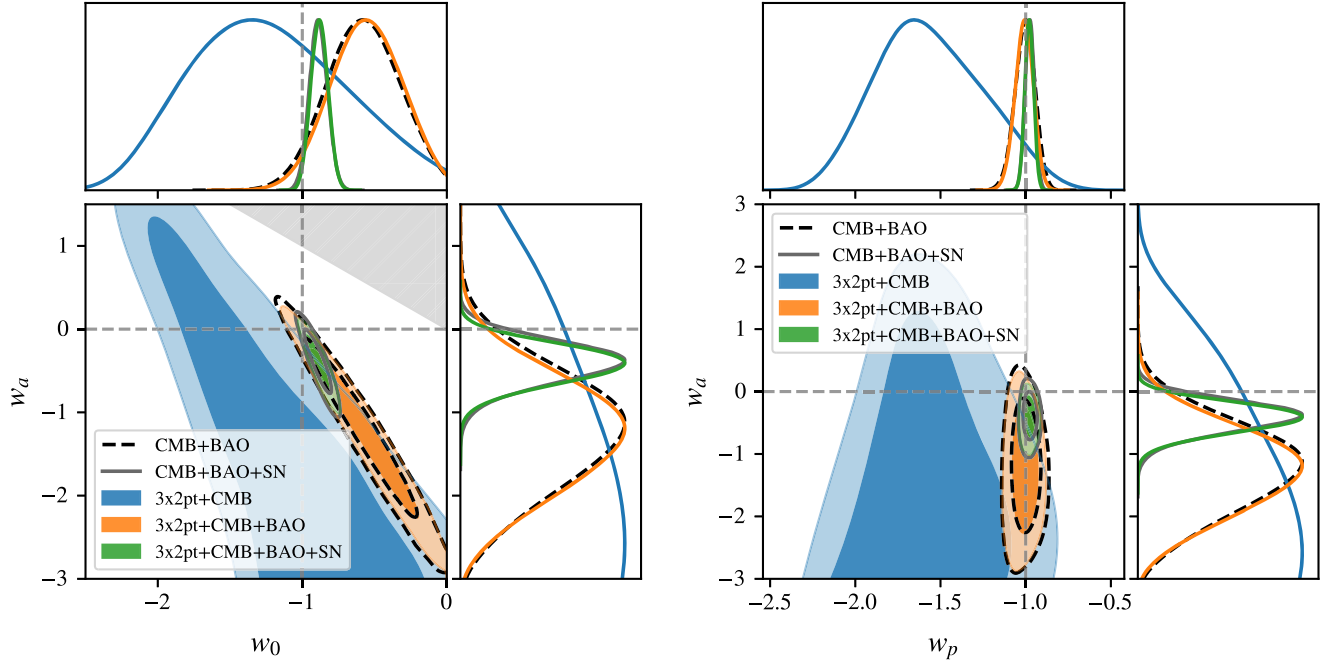 1
0
−1
−2
−3
w_a
CMB+BAO
CMB+BAO+SN
3x2pt+CMB
3x2pt+CMB+BAO
3x2pt+CMB+BAO+SN
−2
−1
0
w_0
3
2
1
0
−1
−2
−3
w_a
CMB+BAO
CMB+BAO+SN
3x2pt+CMB
3x2pt+CMB+BAO
3x2pt+CMB+BAO+SN
−2.5
−2.0
−1.5
−1.0
−0.5
w_p